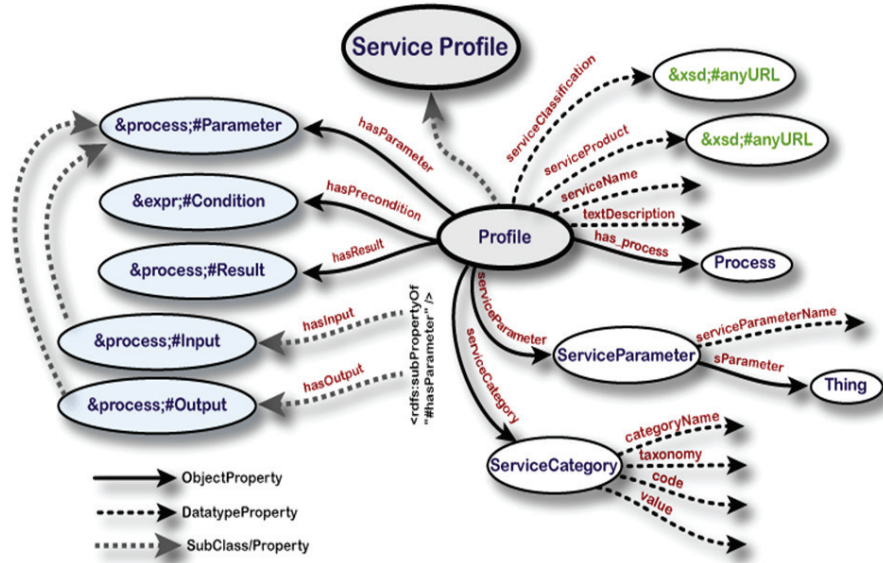 Service Profile
&xsd;#anyURL
serviceClassification
&process;#Parameter
hasParameter
serviceProduct
&xsd;#anyURL
serviceName
hasPrecondition
&expr;#Condition
textDescription
Profile
has_process
hasResult
&process;#Result
Process
serviceParameter
<rdfs:subPropertyOf
"#hasParameter" />
hasInput
&process;#Input
serviceCategory
serviceParameterName
ServiceParameter
sParameter
Thing
hasOutput
&process;#Output
categoryName
ServiceCategory
taxonomy
code
value
ObjectProperty
DatatypeProperty
SubClass/Property